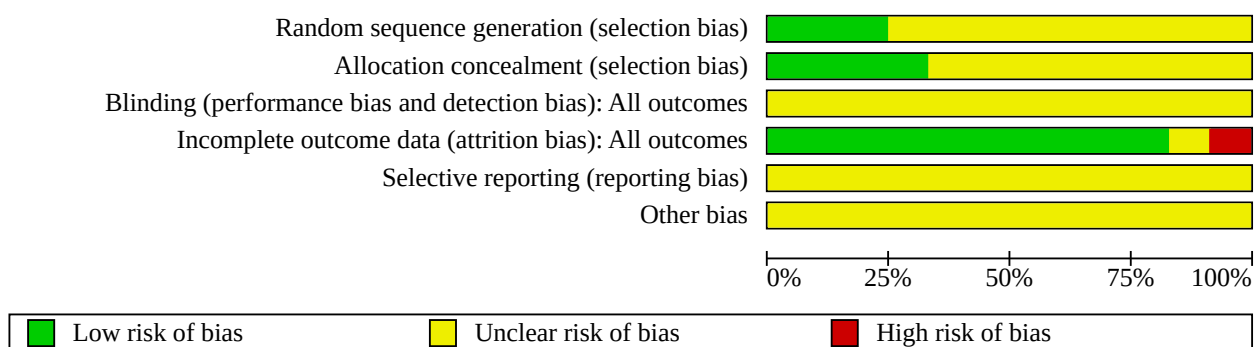 Random sequence generation (selection bias)
Allocation concealment (selection bias)
Blinding (performance bias and detection bias): All outcomes
Incomplete outcome data (attrition bias): All outcomes
Selective reporting (reporting bias)
Other bias
0% 25% 50% 75% 100%
Low risk of bias Unclear risk of bias High risk of bias